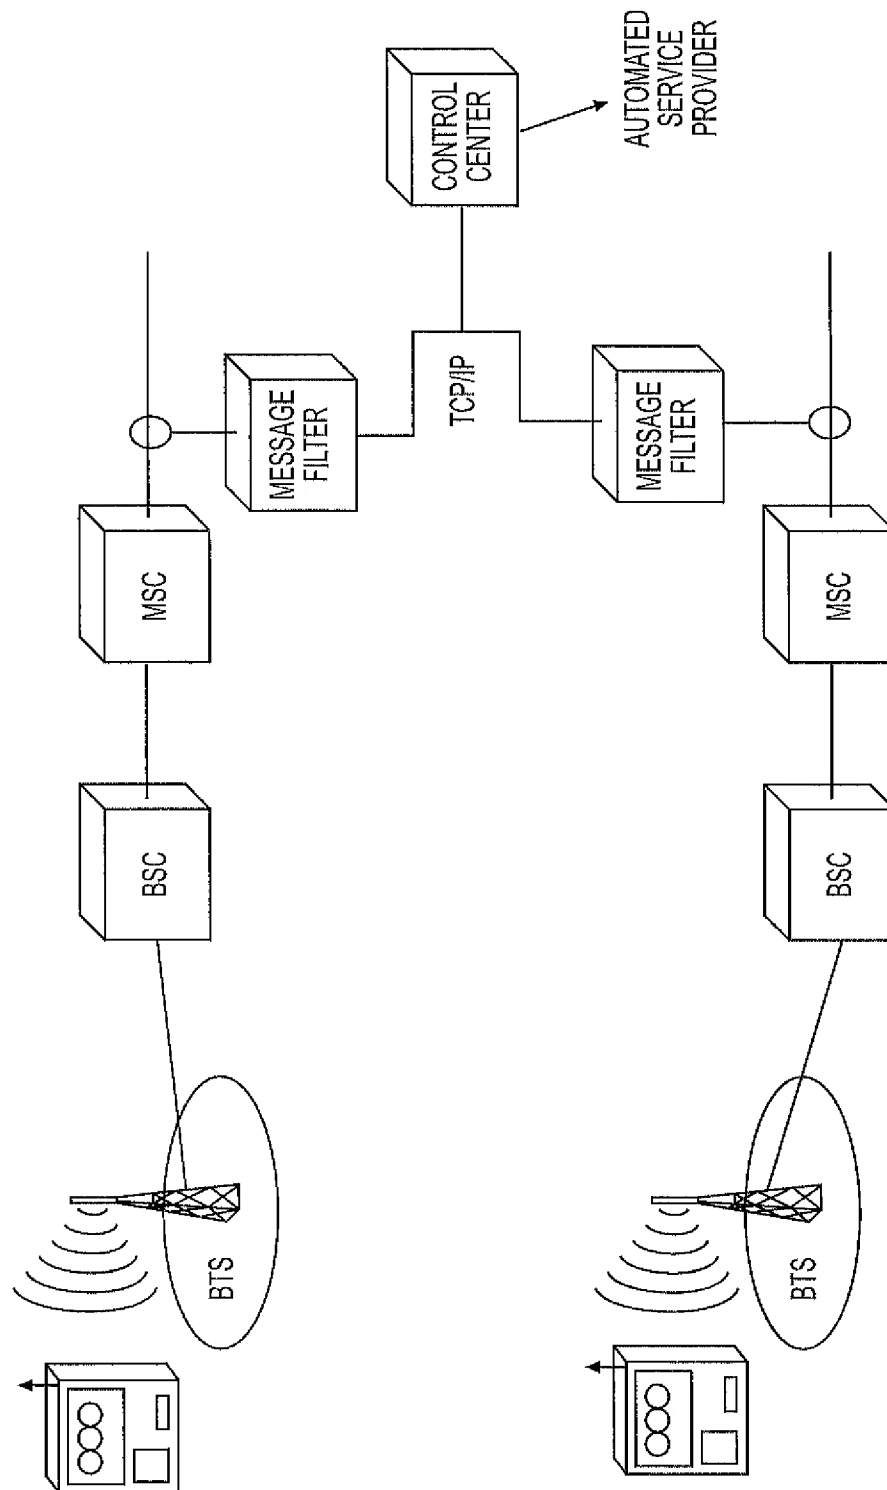 CONTROL
CENTER
AUTOMATED
SERVICE
PROVIDER
MESSAGE
FILTER
TCP/IP
MESSAGE
FILTER
MSC
MSC
BSC
BSC
BTS
BTS